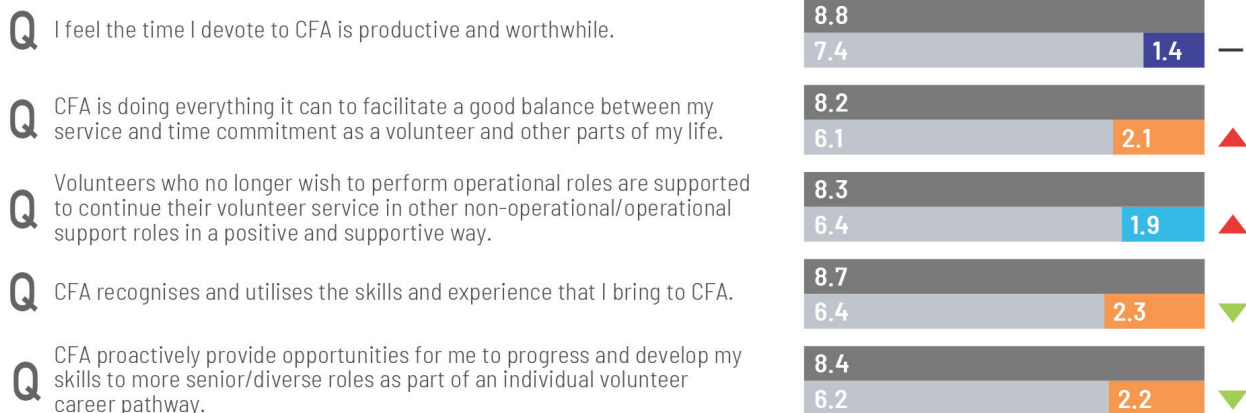 Q I feel the time I devote to CFA is productive and worthwhile.
8.8
7.4 1.4
Q CFA is doing everything it can to facilitate a good balance between my
service and time commitment as a volunteer and other parts of my life.
8.2
6.1 2.1
Q Volunteers who no longer wish to perform operational roles are supported
to continue their volunteer service in other non-operational/operational
support roles in a positive and supportive way.
8.3
6.4 1.9
Q CFA recognises and utilises the skills and experience that I bring to CFA.
8.7
6.4 2.3
Q CFA proactively provide opportunities for me to progress and develop my
skills to more senior/diverse roles as part of an individual volunteer
career pathway.
8.4
6.2 2.2